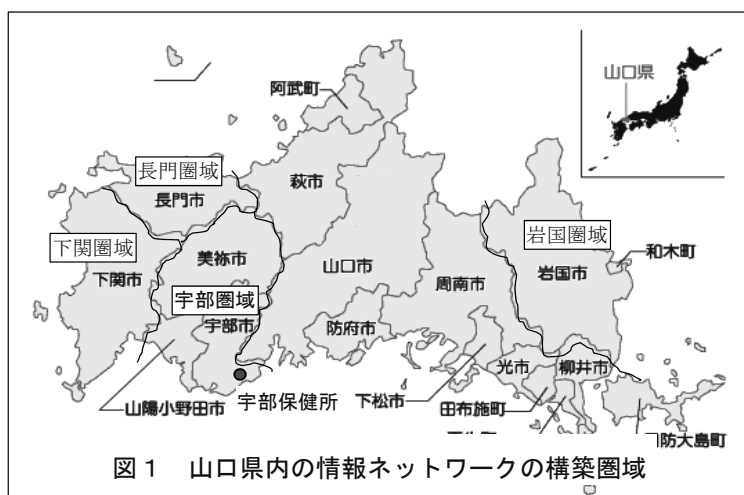 山口県
阿武町
長門圏域
萩市
長門市
下関圏域
岩国圏域
和木町
美祢市
山口市
下関市
周南市
岩国市
宇部圏域
宇部市
防府市
光市
柳井市
山陽小野田市
宇部保健所
下松市
田布施町
防大島町
図1 山口県内の情報ネットワークの構築圏域